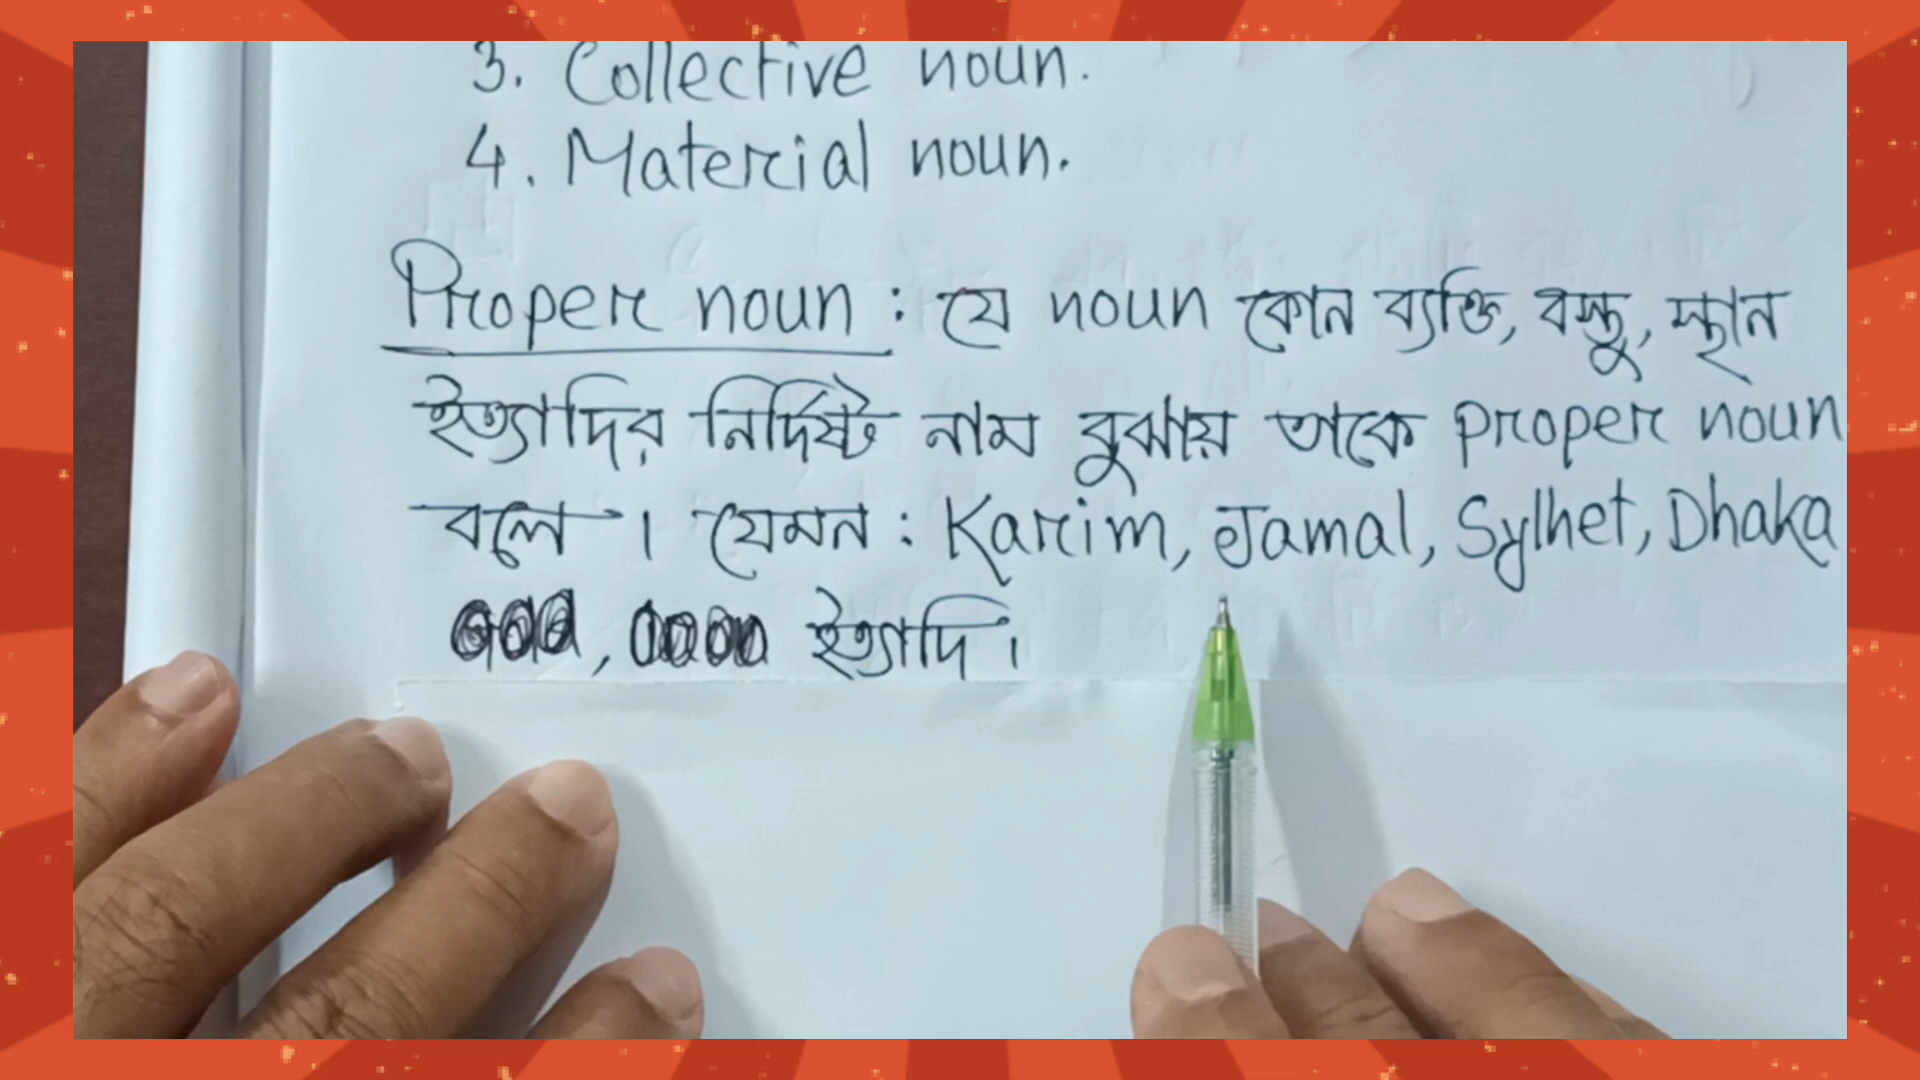 3. Collective noun.
4. Material noun.
Proper noun : যে noun কোন ব্যক্তি, বস্তু, স্থান
ইত্যাদির নির্দিষ্ট নাম বুঝায় তাকে proper noun
বলে । যেমন : Karim, Jamal, Sylhet, Dhaka
, ইত্যাদি ।